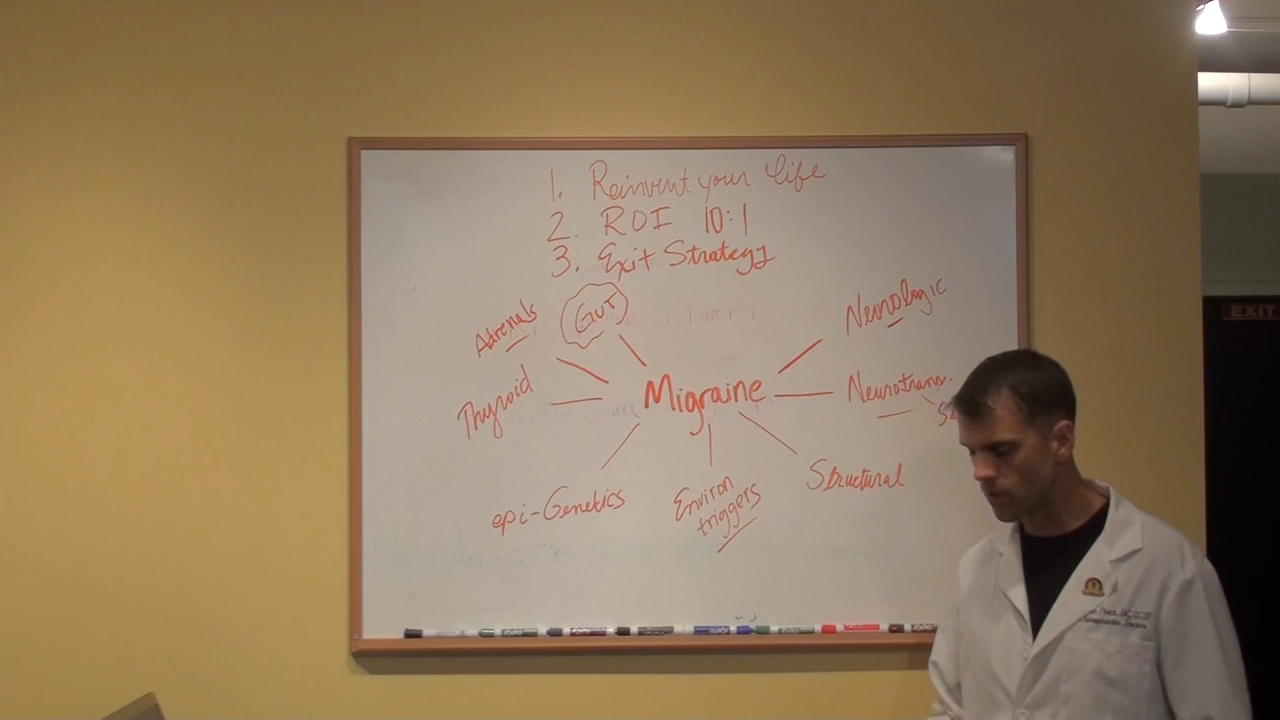 1. Reinvent your life
2. ROI 10:1
3. Exit Strategy
Adrenals
GUT
Neurologic
Thyroid
Migraine
Neurotrans.
epi-Genetics
Environ
triggers
Structural
EXIT